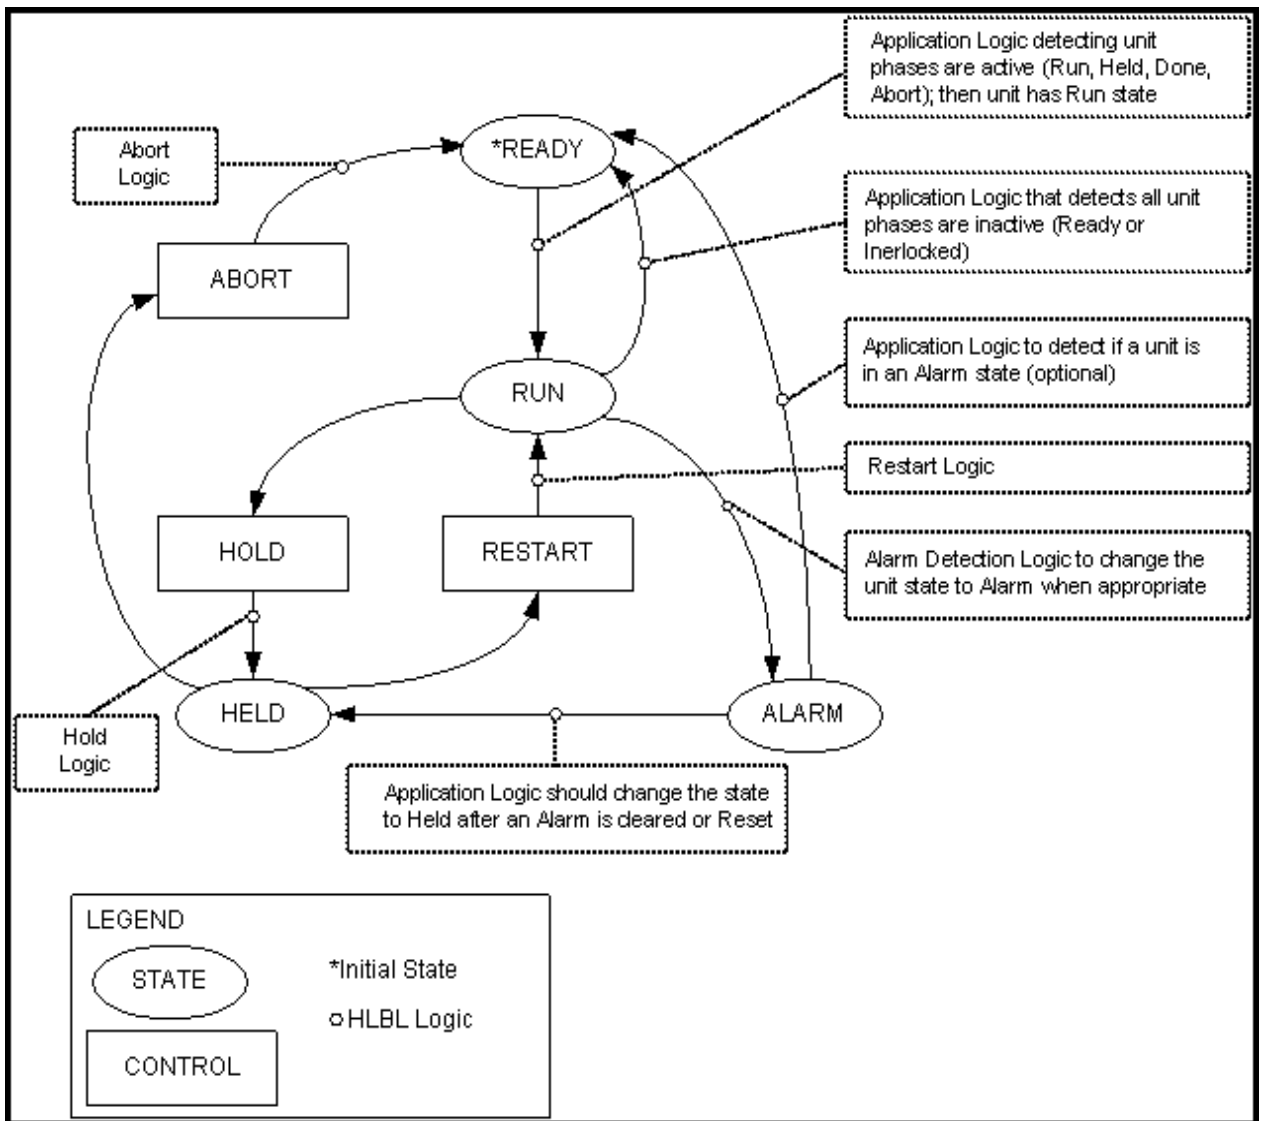 Application Logic detecting unit
phases are active (Run, Held, Done,
Abort); then unit has Run state
Abort
Logic
*READY
Application Logic that detects all unit
phases are inactive (Ready or
Inerlocked)
ABORT
Application Logic to detect if a unit is
in an Alarm state (optional)
RUN
Restart Logic
HOLD
RESTART
Alarm Detection Logic to change the
unit state to Alarm when appropriate
HELD
ALARM
Hold
Logic
Application Logic should change the state
to Held after an Alarm is cleared or Reset
LEGEND
STATE
*Initial State
HLBL Logic
CONTROL